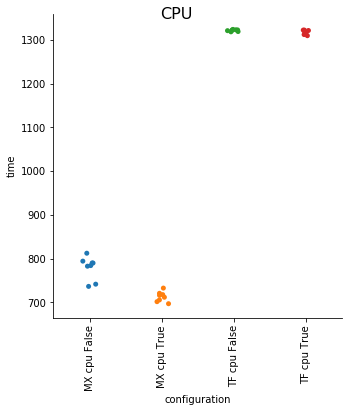 CPU
1300
1200
1100
1000
900
800
700
time
MX cpu False
MX cpu True
TF cpu False
TF cpu True
configuration